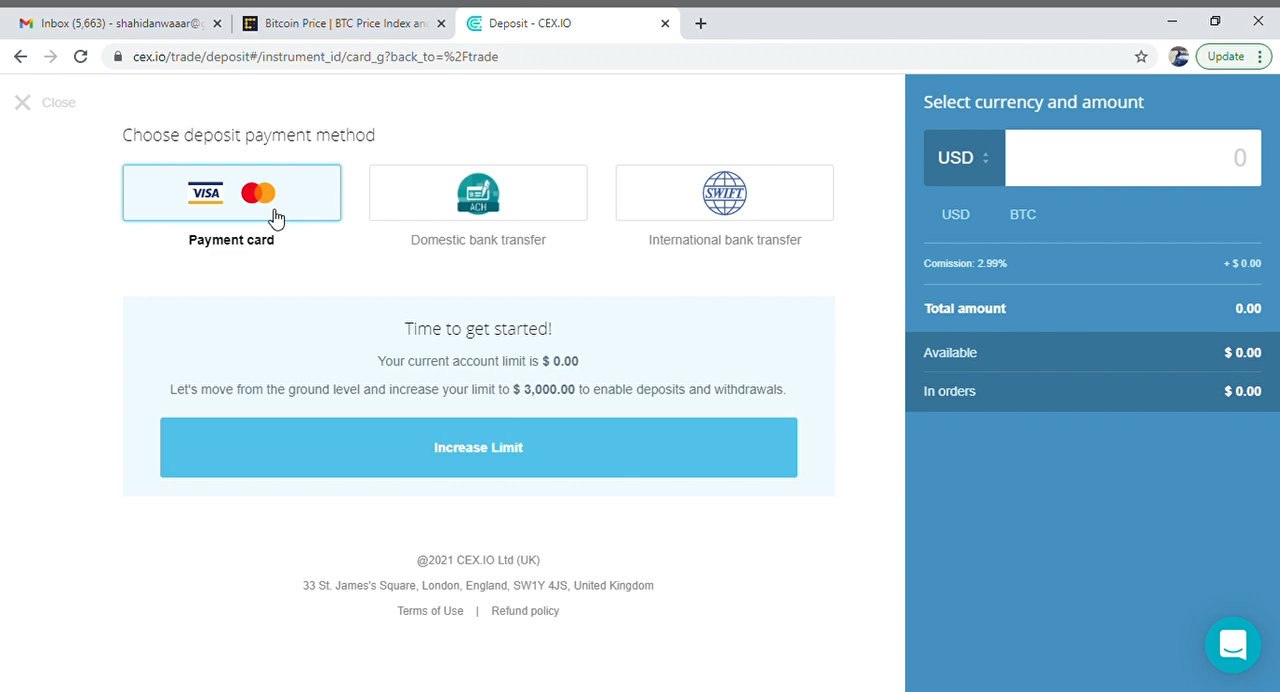 Inbox (5,663) - shahidanwaaar@g
Bitcoin Price | BTC Price Index an
Deposit - CEX.IO
cex.io/trade/deposit#/instrument_id/card_g?back_to=%2Ftrade
Update
Close
Choose deposit payment method
VISA
ACH
SWIFT
Payment card
Domestic bank transfer
International bank transfer
Time to get started!
Your current account limit is $ 0.00
Let's move from the ground level and increase your limit to $ 3,000.00 to enable deposits and withdrawals.
Increase Limit
@2021 CEX.IO Ltd (UK)
33 St. James's Square, London, England, SW1Y 4JS, United Kingdom
Terms of Use | Refund policy
Select currency and amount
USD 0
USD BTC
Comission: 2.99% + $ 0.00
Total amount 0.00
Available $ 0.00
In orders $ 0.00